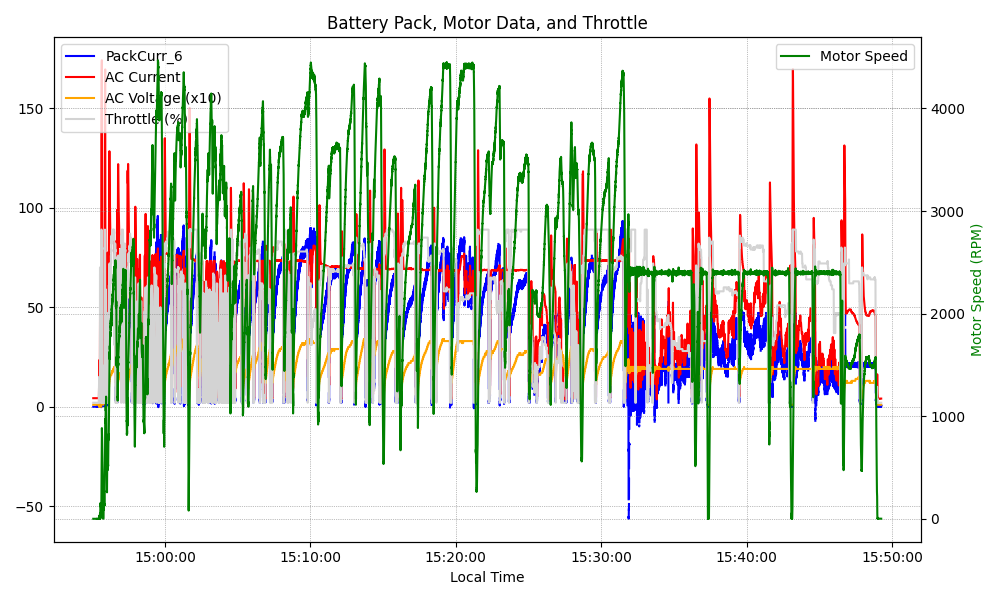 Battery Pack, Motor Data, and Throttle
PackCurr_6
AC Current
AC Voltage (x10)
Throttle (%)
Motor Speed
150
100
50
0
−50
4000
3000
2000
1000
0
Motor Speed (RPM)
15:00:00
15:10:00
15:20:00
15:30:00
15:40:00
15:50:00
Local Time